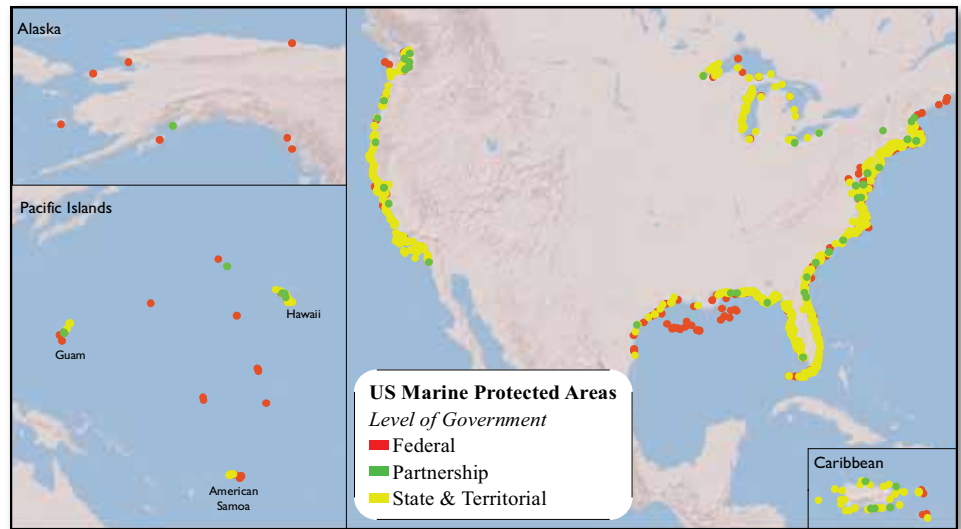 Alaska
Pacific Islands
Hawaii
Guam
American
Samoa
US Marine Protected Areas
Level of Government
Federal
Partnership
State & Territorial
Caribbean